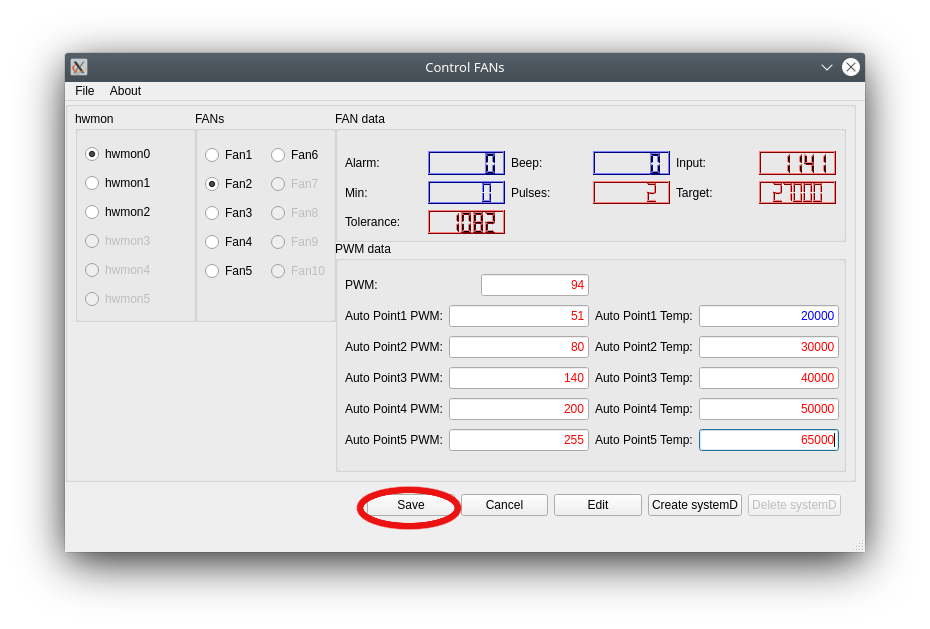 Control FANs
File About
hwmon FANs FAN data
hwmon0
hwmon1
hwmon2
hwmon3
hwmon4
hwmon5
Fan1 Fan6
Fan2 Fan7
Fan3 Fan8
Fan4 Fan9
Fan5 Fan10
Alarm: 0 Beep: 0 Input: 1141
Min: 0 Pulses: 2 Target: 27000
Tolerance: 1082
PWM data
PWM: 94
Auto Point1 PWM: 51 Auto Point1 Temp: 20000
Auto Point2 PWM: 80 Auto Point2 Temp: 30000
Auto Point3 PWM: 140 Auto Point3 Temp: 40000
Auto Point4 PWM: 200 Auto Point4 Temp: 50000
Auto Point5 PWM: 255 Auto Point5 Temp: 65000
Save Cancel Edit Create systemD Delete systemD